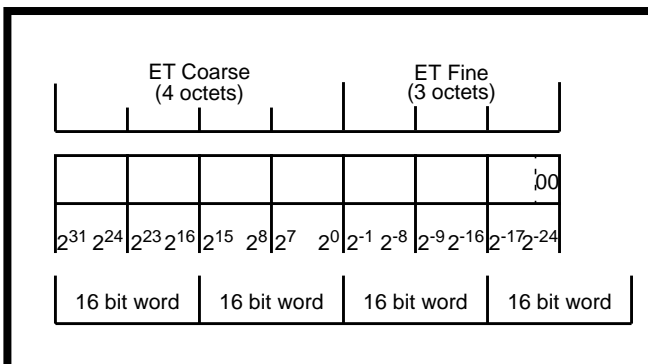 ET Coarse
(4 octets)
ET Fine
(3 octets)
00
2^31 2^24 2^23 2^16 2^15 2^8 2^7 2^0 2^-1 2^-8 2^-9 2^-16 2^-17 2^-24
16 bit word 16 bit word 16 bit word 16 bit word